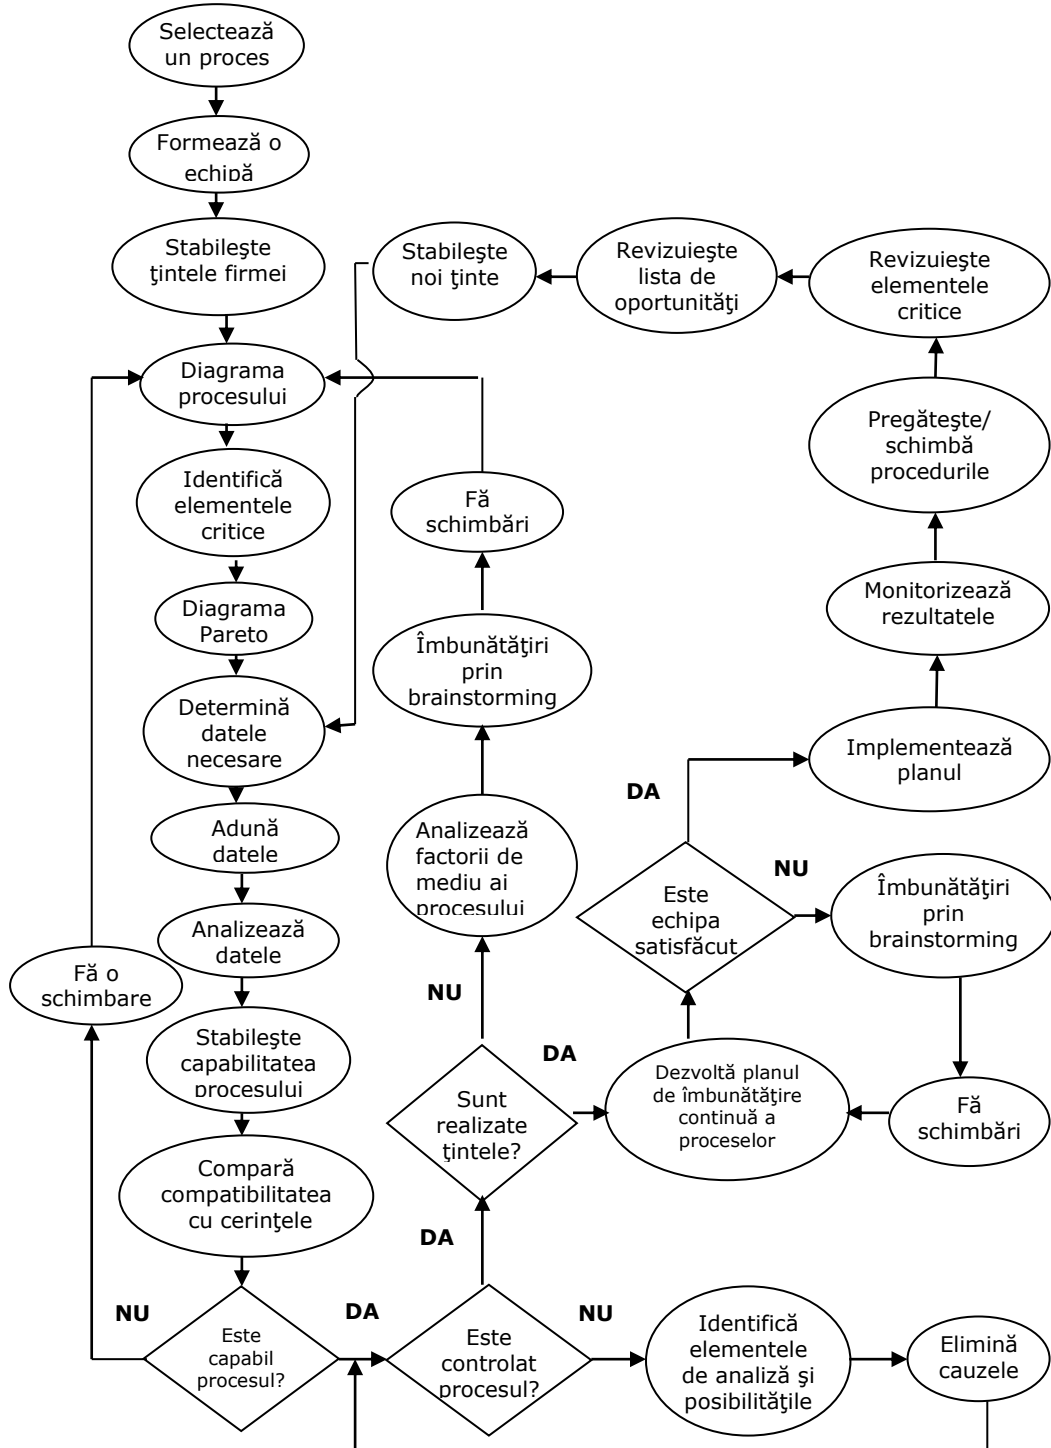 Selectează
un proces
Formează o
echipă
Stabileşte
ţintele firmei
Diagrama
procesului
Identifică
elementele
critice
Diagrama
Pareto
Determină
datele
necesare
Adună
datele
Analizează
datele
Stabileşte
capabilitatea
procesului
Compară
compatibilitatea
cu cerinţele
Este
capabil
procesul?
NU
Fă o
schimbare
DA
Este
controlat
procesul?
NU
Identifică
elementele
de analiză şi
posibilităţile
Elimină
cauzele
DA
Sunt
realizate
ţintele?
NU
Analizează
factorii de
mediu ai
procesului
Îmbunătăţiri
prin
brainstorming
Fă
schimbări
DA
Dezvoltă planul
de îmbunătăţire
continuă a
proceselor
Este
echipa
satisfăcut
NU
Îmbunătăţiri
prin
brainstorming
Fă
schimbări
DA
Implementează
planul
Monitorizează
rezultatele
Pregăteşte/
schimbă
procedurile
Revizuieşte
elementele
critice
Revizuieşte
lista de
oportunităţi
Stabileşte
noi ţinte